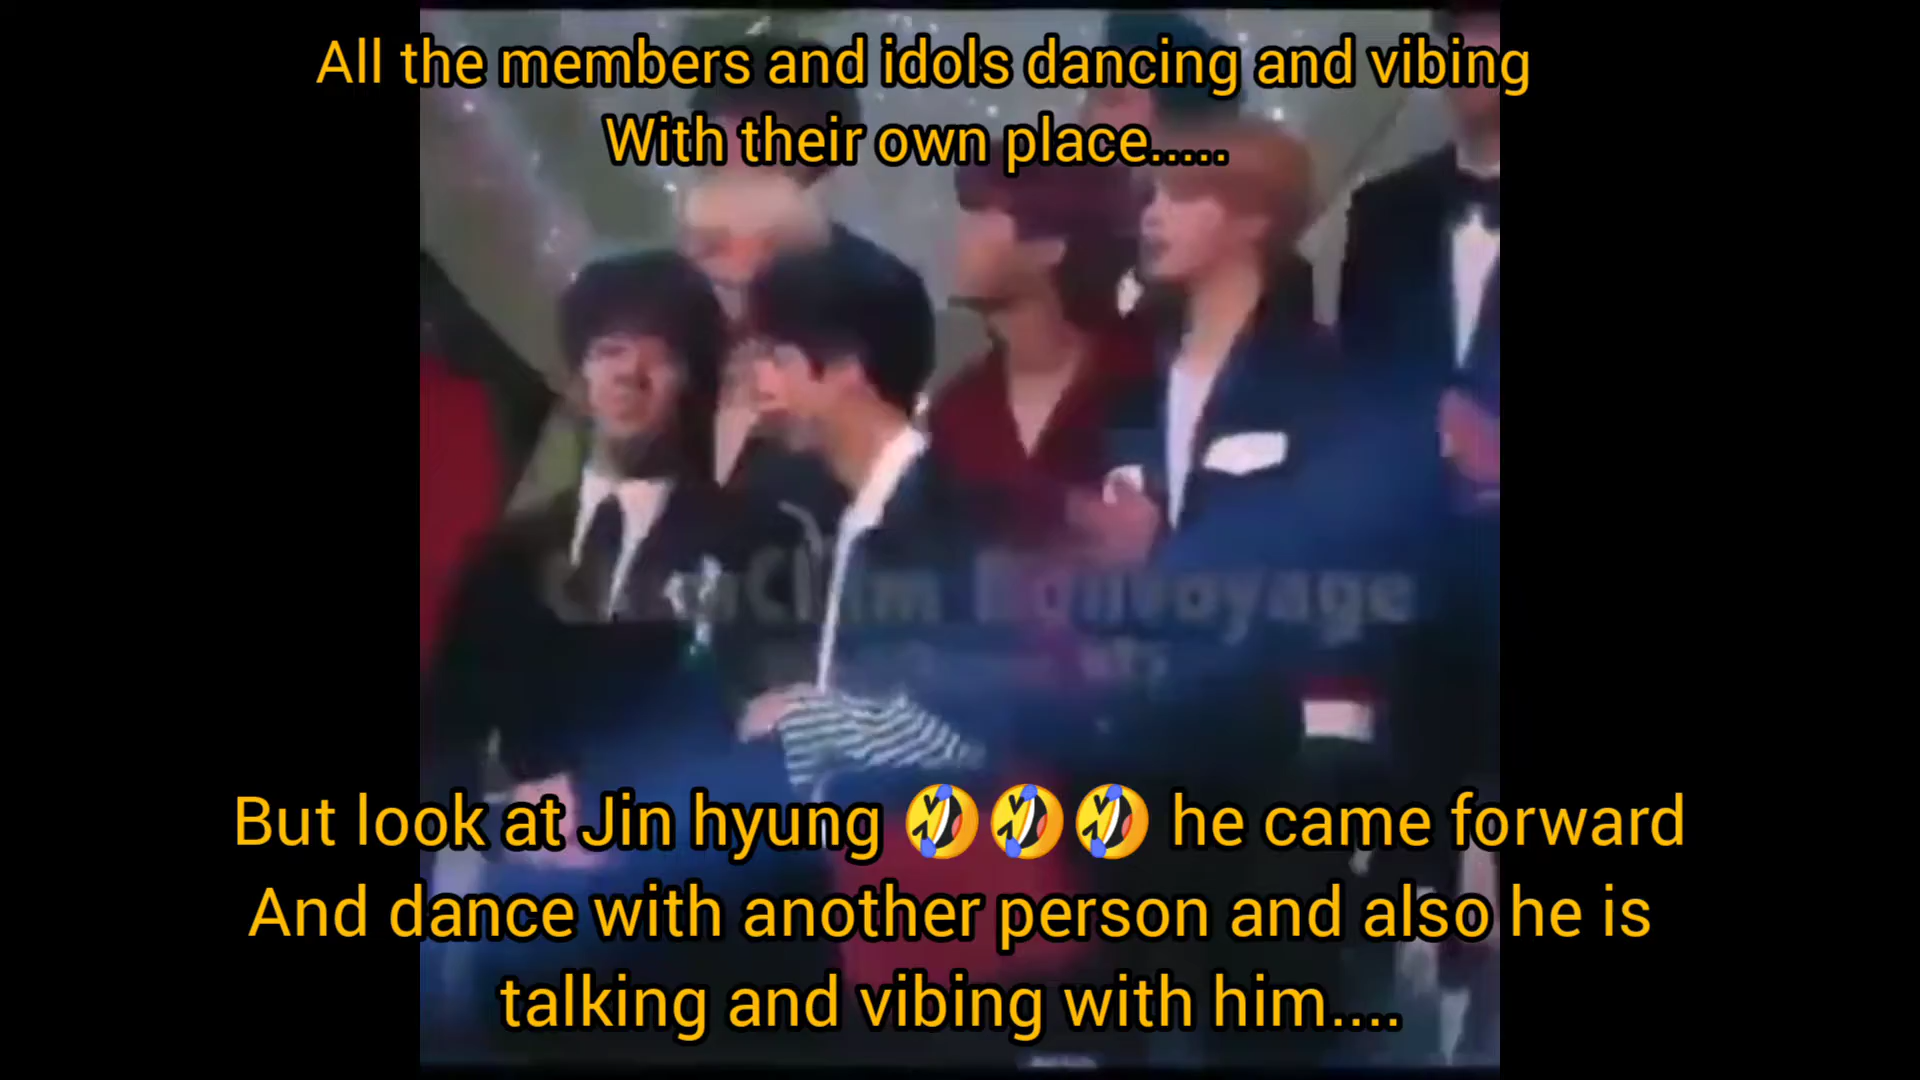 All the members and idols dancing and vibing
With their own place.....
But look at Jin hyung 🤣🤣🤣 he came forward
And dance with another person and also he is
talking and vibing with him....